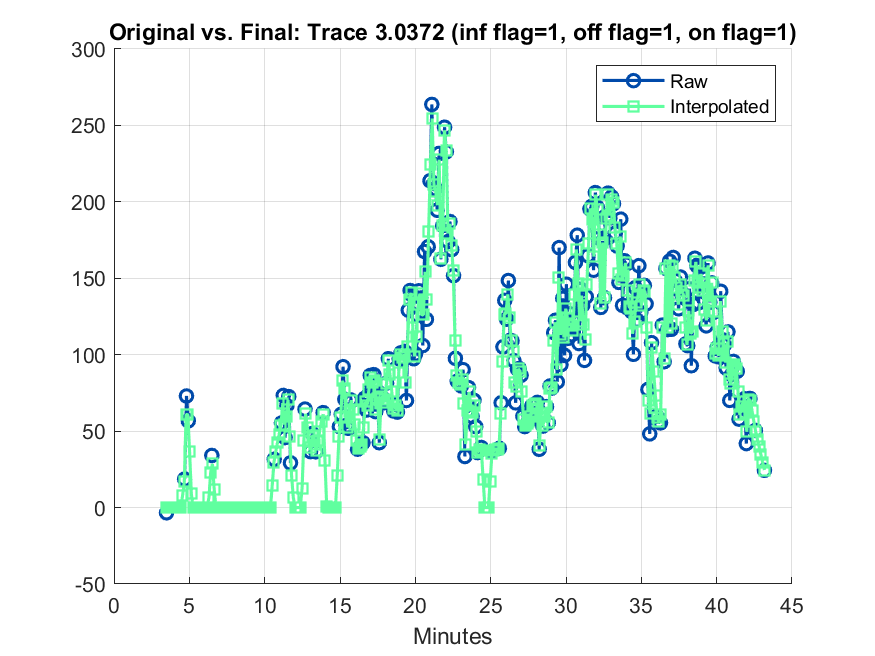 Original vs. Final: Trace 3.0372 (inf flag=1, off flag=1, on flag=1)
300
250
200
150
100
50
0
-50
Raw
Interpolated
0 5 10 15 20 25 30 35 40 45
Minutes